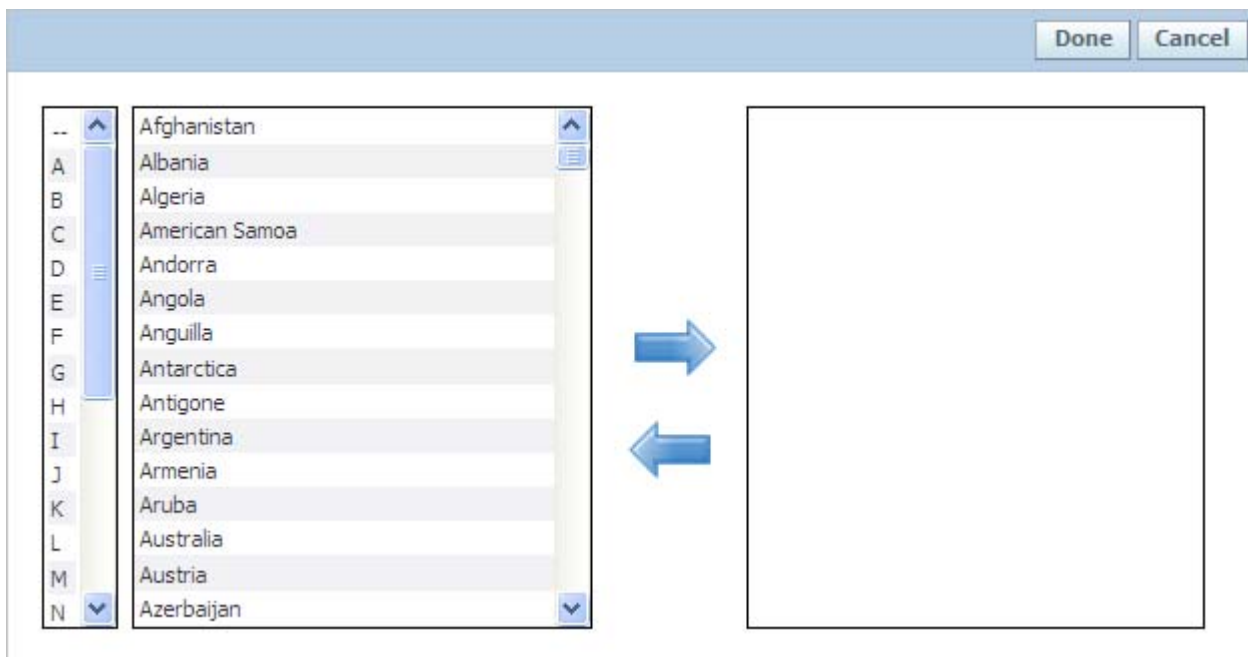 Done Cancel
--
A
B
C
D
E
F
G
H
I
J
K
L
M
N
Afghanistan
Albania
Algeria
American Samoa
Andorra
Angola
Anguilla
Antarctica
Antigone
Argentina
Armenia
Aruba
Australia
Austria
Azerbaijan